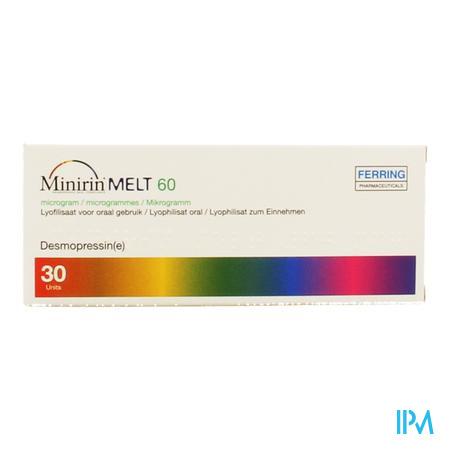 Minirin® MELT 60
microgram / microgrammes / Mikrogramm
Lyofilisaat voor oraal gebruik / Lyophilisat oral / Lyophilisat zum Einnehmen
FERRING
PHARMACEUTICALS
Desmopressin(e)
30
Units
IPM